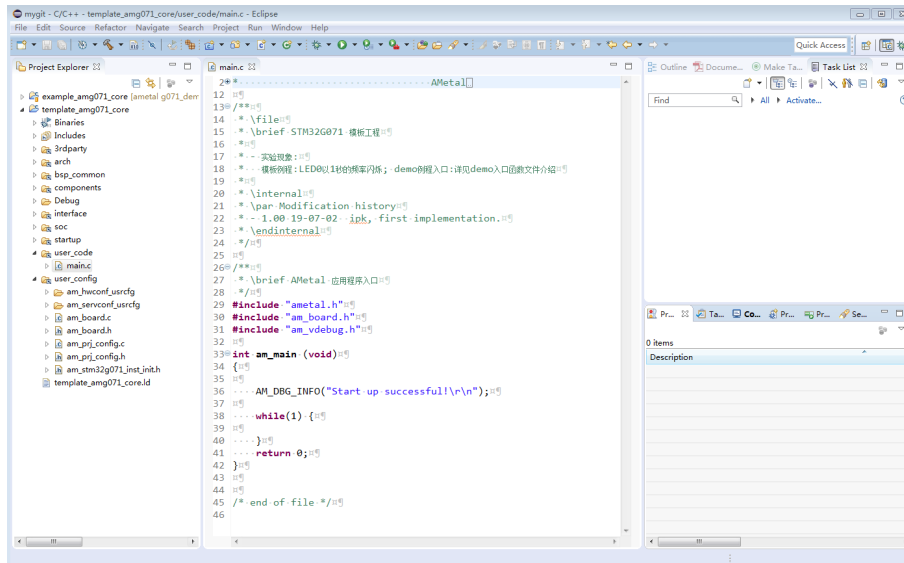 mygit - C/C++ - template_amg071_core/user_code/main.c - Eclipse
File Edit Source Refactor Navigate Search Project Run Window Help
Quick Access
Project Explorer
example_amg071_core [ametal g071_dem
template_amg071_core
Binaries
Includes
3rdparty
arch
bsp_common
components
Debug
interface
soc
startup
user_code
main.c
user_config
am_hwconf_usrcfg
am_servconf_usrcfg
am_board.c
am_board.h
am_prj_config.c
am_prj_config.h
am_stm32g071_inst_init.h
template_amg071_core.ld
main.c
2 * AMetal
12
13 /**
14 * \file
15 * \brief STM32G071 模板工程
16 *
17 * - 实验现象:
18 * 模板例程:LED0以1秒的频率闪烁; demo例程入口:详见demo入口函数文件介绍
19 *
20 * \internal
21 * \par Modification history
22 * - 1.00 19-07-02 ipk, first implementation.
23 * \endinternal
24 */
25
26 /**
27 * \brief AMetal 应用程序入口
28 */
29 #include "ametal.h"
30 #include "am_board.h"
31 #include "am_vdebug.h"
32
33 int am_main (void)
34 {
35
36 AM_DBG_INFO("Start up successful!\r\n");
37
38 while(1) {
39
40 }
41 return 0;
42 }
43
44
45 /* end of file */
46
Outline Docume... Make Ta... Task List
Find All Activate...
Pr... Ta... Co... Pr... Pr... Se...
0 items
Description